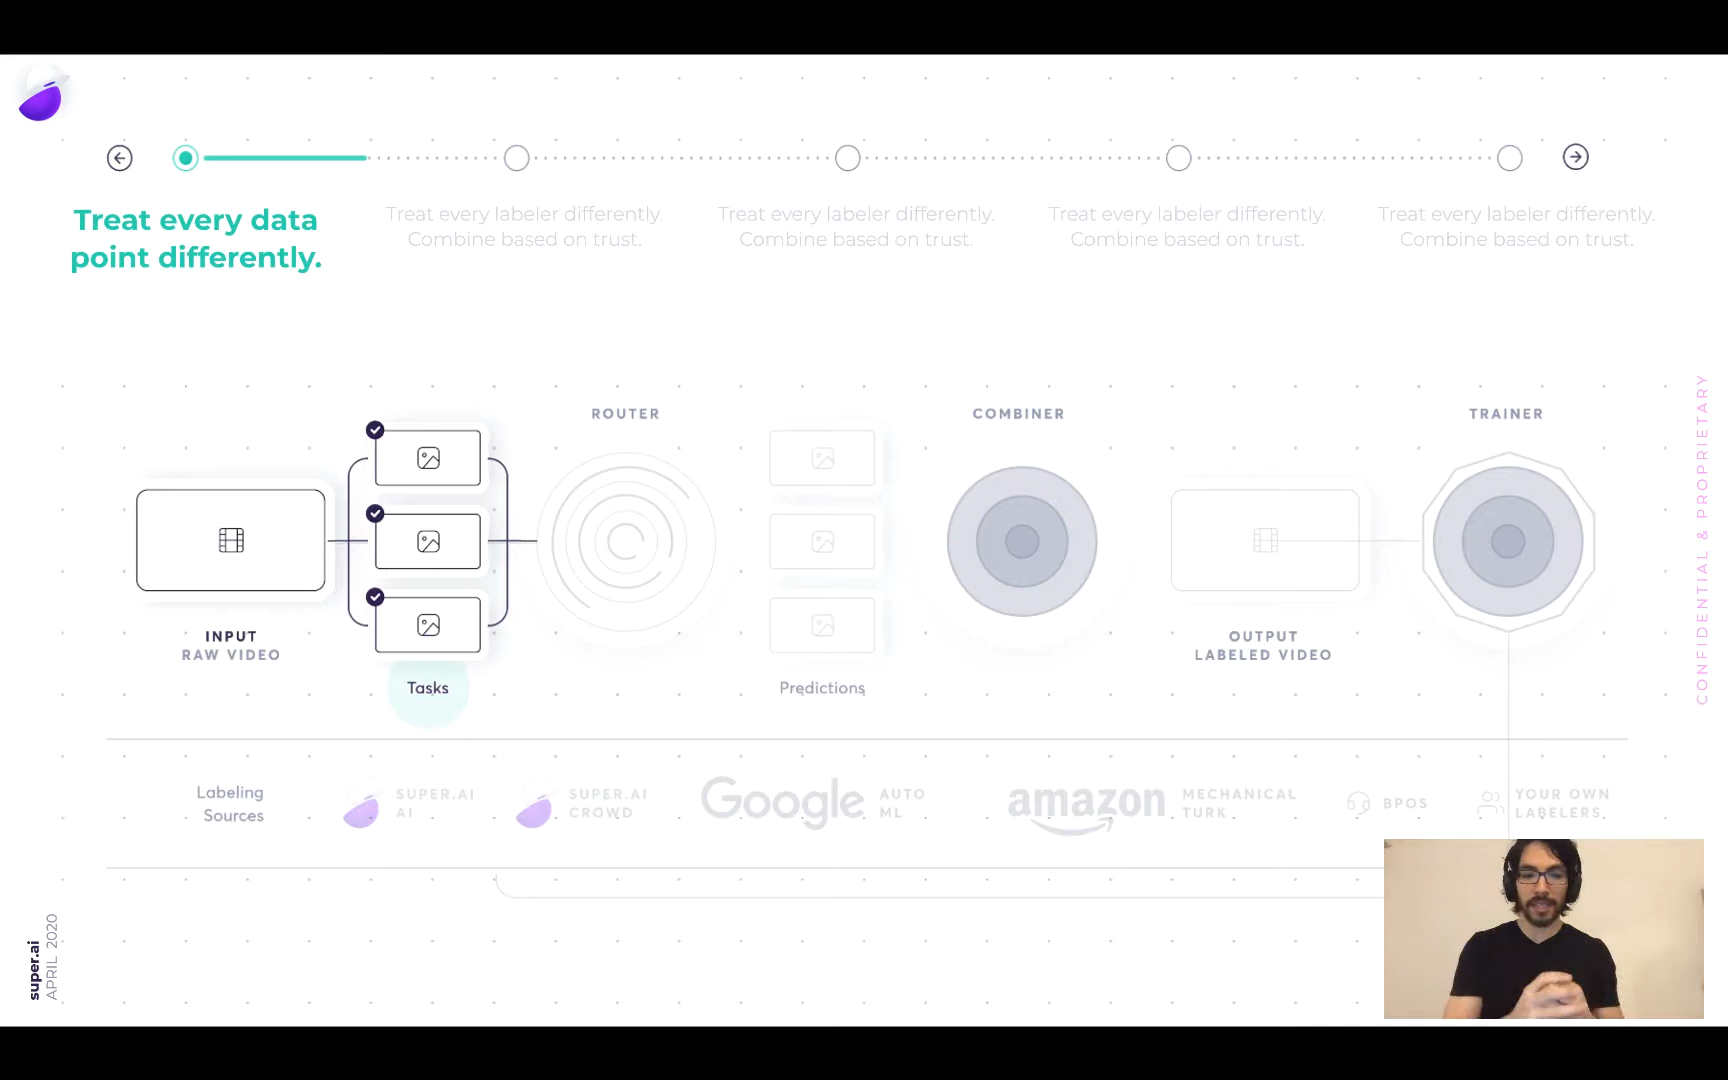 Treat every data
point differently.
Treat every labeler differently.
Combine based on trust.
Treat every labeler differently.
Combine based on trust.
Treat every labeler differently.
Combine based on trust.
Treat every labeler differently.
Combine based on trust.
ROUTER
COMBINER
TRAINER
INPUT
RAW VIDEO
Tasks
Predictions
OUTPUT
LABELED VIDEO
Labeling
Sources
SUPER.AI
AI
SUPER.AI
CROWD
Google
AUTO
ML
amazon
MECHANICAL
TURK
BPOS
YOUR OWN
LABELERS
CONFIDENTIAL & PROPRIETARY
super.ai
APRIL 2020